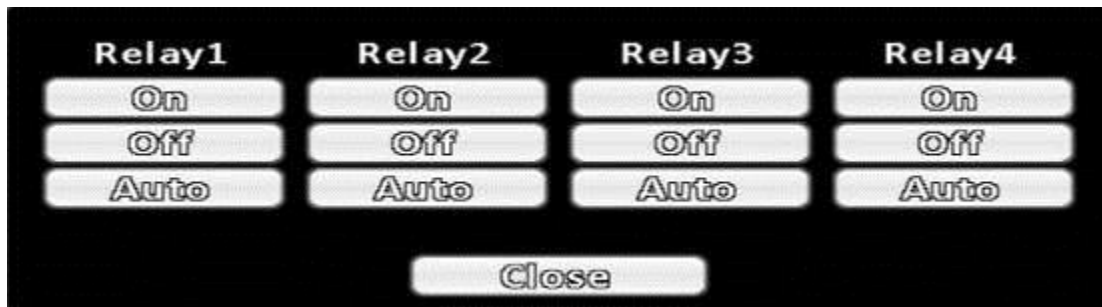 Relay1 Relay2 Relay3 Relay4
On On On On
Off Off Off Off
Auto Auto Auto Auto
Close